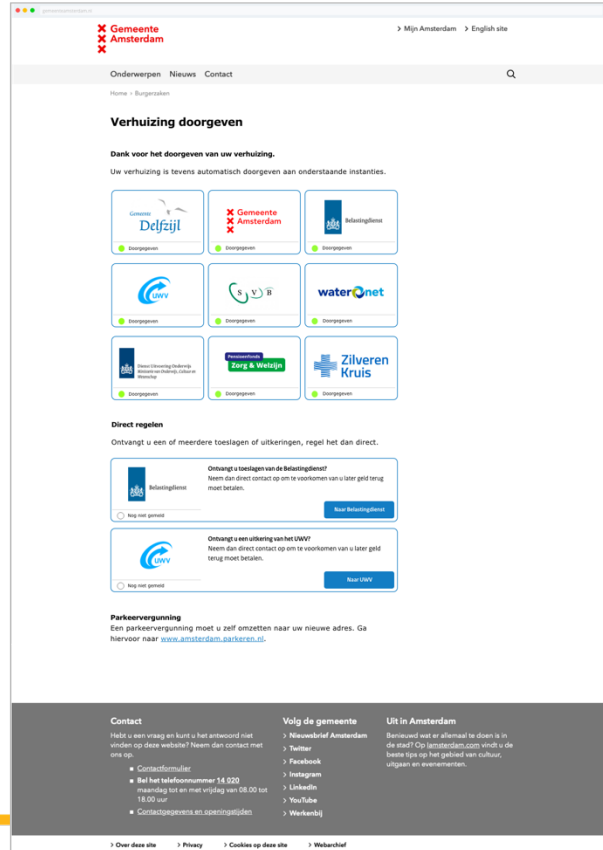 Gemeente
Amsterdam
> Mijn Amsterdam > English site
Onderwerpen Nieuws Contact
Home > Burgerzaken
Verhuizing doorgeven
Dank voor het doorgeven van uw verhuizing.
Uw verhuizing is tevens automatisch doorgeven aan onderstaande instanties.
Gemeente
Delfzijl
Gemeente
Amsterdam
Belastingdienst
Doorgegeven
Doorgegeven
Doorgegeven
UWV
S V B
waternet
Doorgegeven
Doorgegeven
Doorgegeven
Dienst Uitvoering Onderwijs
Ministerie van Onderwijs, Cultuur en
Wetenschap
Pensioenfonds
Zorg & Welzijn
Zilveren
Kruis
Doorgegeven
Doorgegeven
Doorgegeven
Direct regelen
Ontvangt u een of meerdere toeslagen of uitkeringen, regel het dan direct.
Belastingdienst
Nog niet gemeld
Ontvangt u toeslagen van de Belastingdienst?
Neem dan direct contact op om te voorkomen van u later geld terug
moet betalen.
Naar Belastingdienst
UWV
Nog niet gemeld
Ontvangt u een uitkering van het UWV?
Neem dan direct contact op om te voorkomen van u later geld
terug moet betalen.
Naar UWV
Parkeervergunning
Een parkeervergunning moet u zelf omzetten naar uw nieuwe adres. Ga
hiervoor naar www.amsterdam.parkeren.nl.
Contact
Hebt u een vraag en kunt u het antwoord niet
vinden op deze website? Neem dan contact met
ons op.
Contactformulier
Bel het telefoonnummer 14 020
maandag tot en met vrijdag van 08.00 tot
18.00 uur
Contactgegevens en openingstijden
Volg de gemeente
> Nieuwsbrief Amsterdam
> Twitter
> Facebook
> Instagram
> LinkedIn
> YouTube
> Werkenbij
Uit in Amsterdam
Benieuwd wat er allemaal te doen is in
de stad? Op Iamsterdam.com vindt u de
beste tips op het gebied van cultuur,
uitgaan en evenementen.
> Over deze site > Privacy > Cookies op deze site > Webarchief